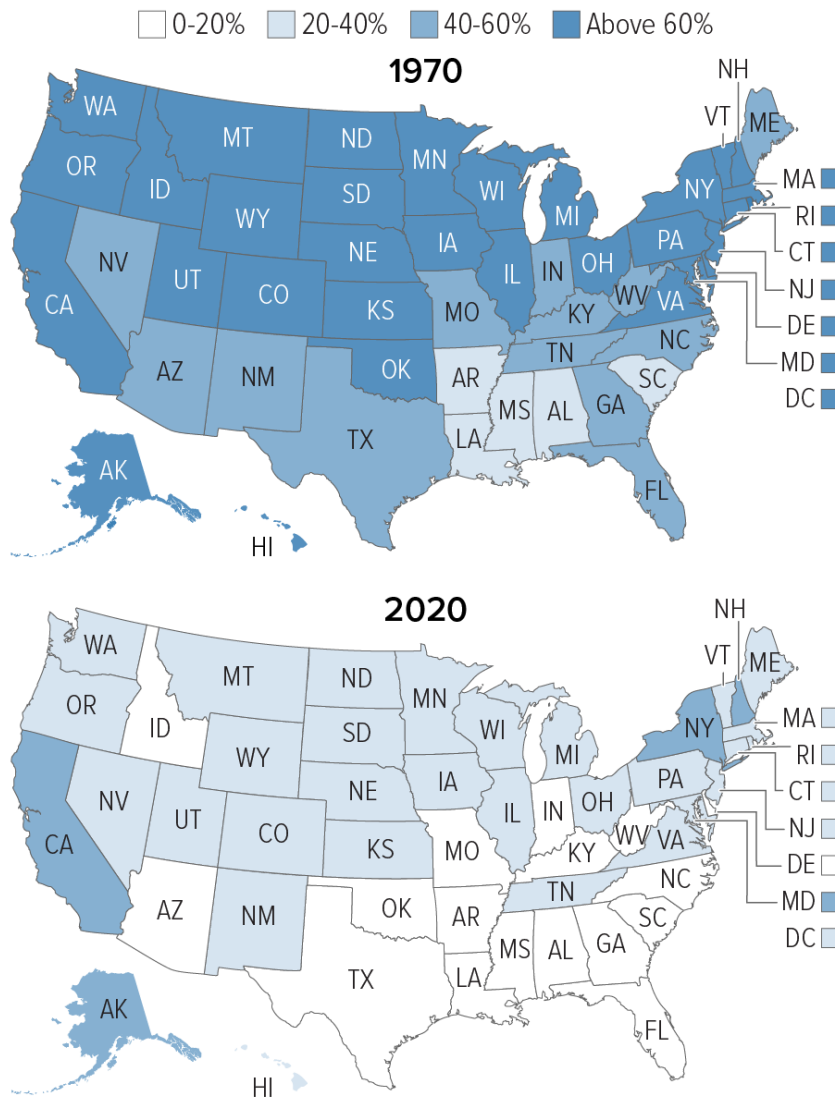 0-20% 20-40% 40-60% Above 60%
1970
NH
VT
ME
WA
MT
ND
MN
OR
ID
WY
SD
WI
MI
NY
MA
RI
CT
NJ
DE
MD
DC
NV
UT
CO
NE
IA
IL
IN
OH
PA
CA
KS
MO
KY
WV
VA
AZ
NM
OK
AR
TN
NC
TX
LA
MS
AL
GA
SC
FL
AK
HI
2020
NH
VT
ME
WA
MT
ND
MN
OR
ID
WY
SD
WI
MI
NY
MA
RI
CT
NJ
DE
MD
DC
NV
UT
CO
NE
IA
IL
IN
OH
PA
CA
KS
MO
KY
WV
VA
AZ
NM
OK
AR
TN
NC
TX
LA
MS
AL
GA
SC
FL
AK
HI